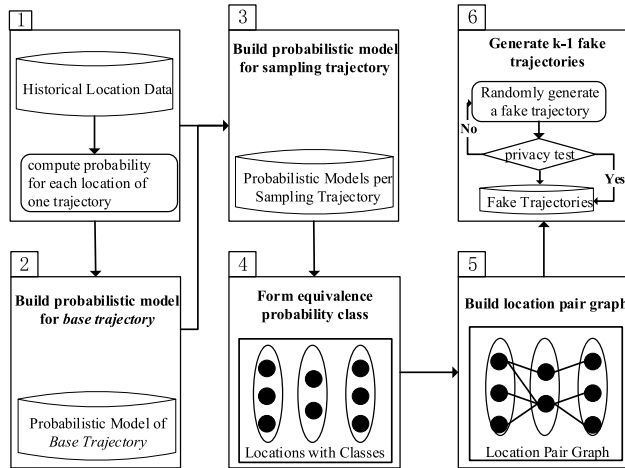 1
Historical Location Data
compute probability
for each location of
one trajectory
2
Build probabilistic model
for base trajectory
Probabilistic Model of
Base Trajectory
3
Build probabilistic model
for sampling trajectory
Probabilistic Models per
Sampling Trajectory
4
Form equivalence
probability class
Locations with Classes
5
Build location pair graph
Location Pair Graph
6
Generate k-1 fake
trajectories
Randomly generate
a fake trajectory
No
privacy test
Yes
Fake Trajectories